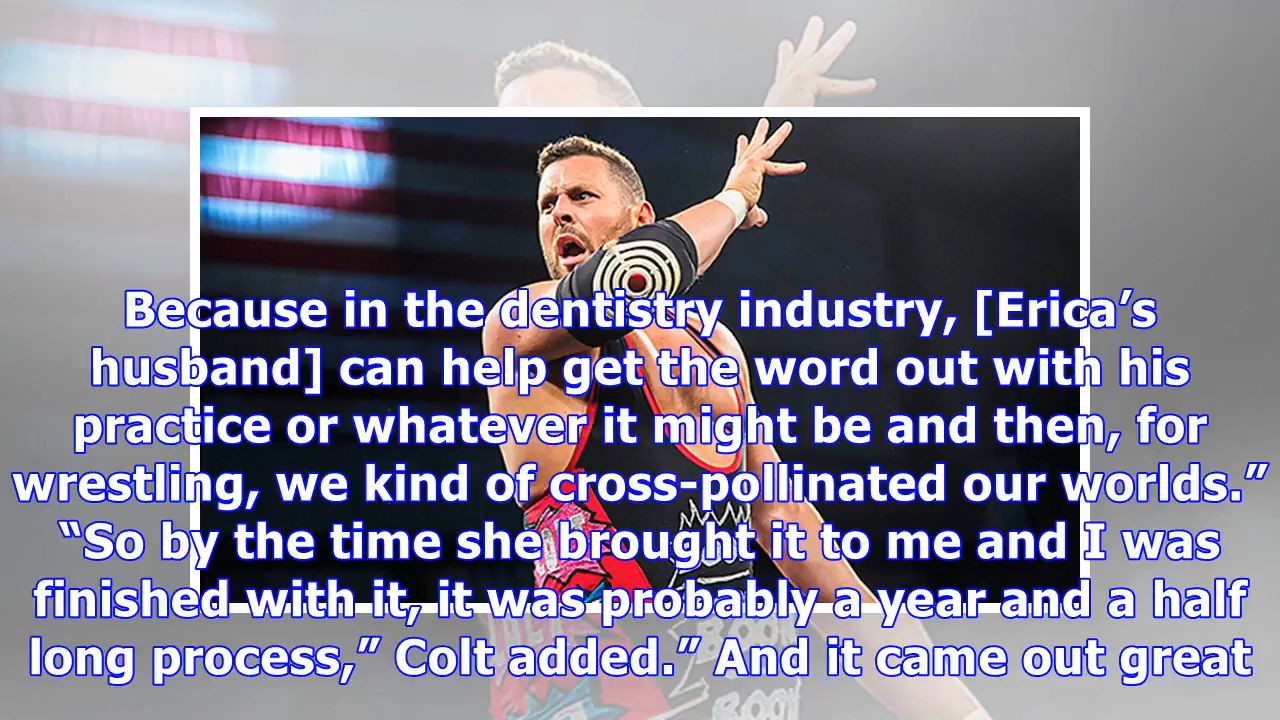 Because in the dentistry industry, [Erica’s
husband] can help get the word out with his
practice or whatever it might be and then, for
wrestling, we kind of cross-pollinated our worlds.”
“So by the time she brought it to me and I was
finished with it, it was probably a year and a half
long process,” Colt added.” And it came out great
BOOM
BOOM